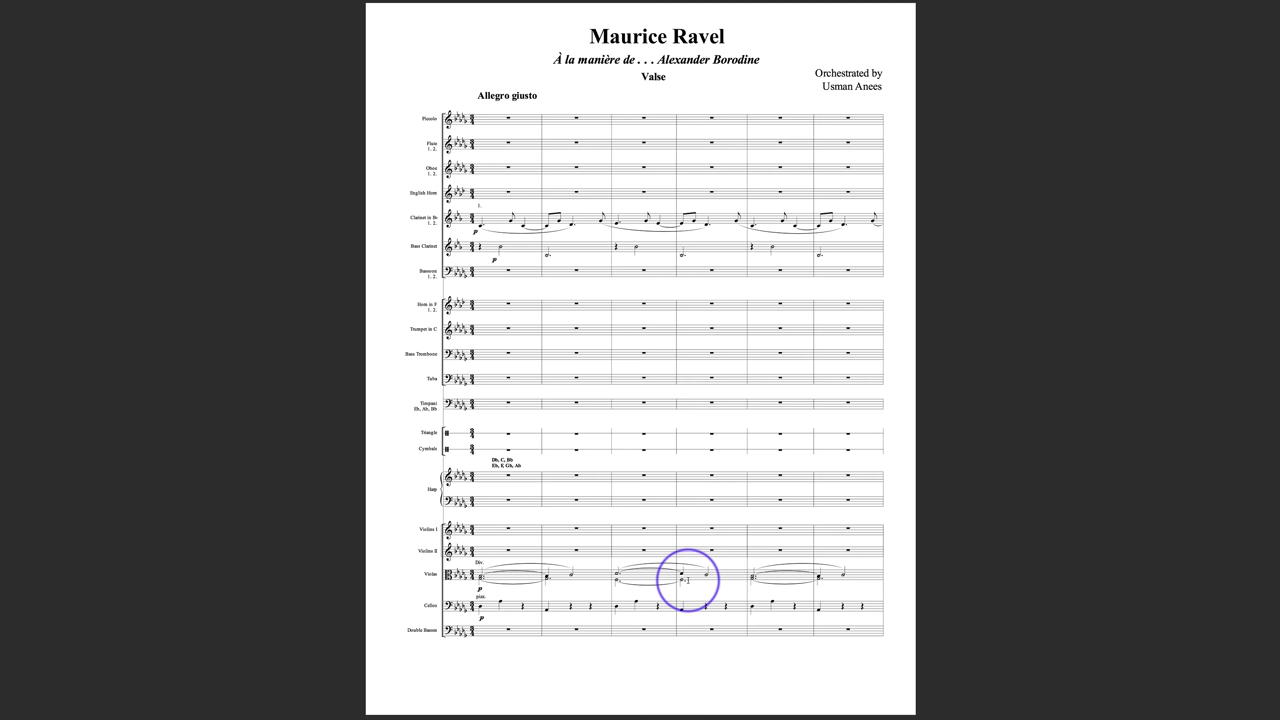 Maurice Ravel
À la manière de . . . Alexander Borodine
Valse
Orchestrated by
Usman Anees
Allegro giusto
Piccolo
Flute
1. 2.
Oboe
1. 2.
English Horn
1.
Clarinet in Bb
1. 2.
p
Bass Clarinet
p
Bassoon
1. 2.
Horn in F
1. 2.
Trumpet in C
Bass Trombone
Tuba
Timpani
Eb, Ab, Bb
Triangle
Cymbals
Db, C, Bb
Eb, F, Gb, Ab
Harp
Violins I
Violins II
Div.
Violas
p
pizz.
Cellos
p
Double Basses